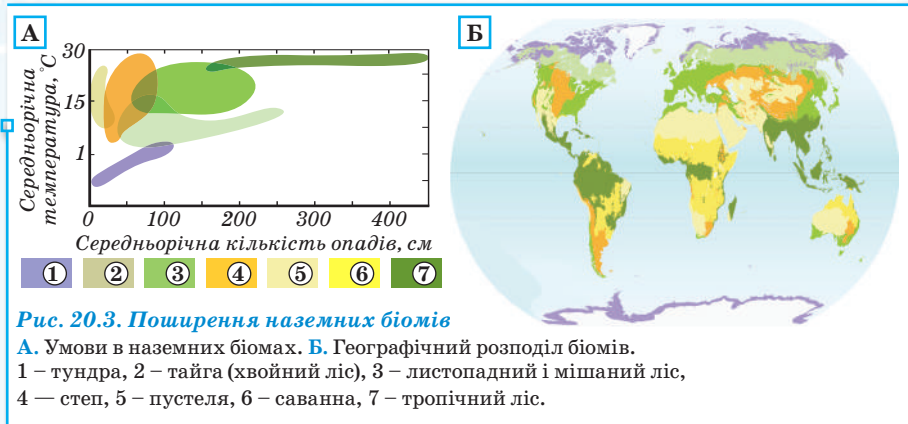 А
Б
30
15
1
Середньорічна
температура, °C
0
100
200
300
400
Середньорічна кількість опадів, см
1 2 3 4 5 6 7
Рис. 20.3. Поширення наземних біомів
А. Умови в наземних біомах. Б. Географічний розподіл біомів.
1 – тундра, 2 – тайга (хвойний ліс), 3 – листопадний і мішаний ліс,
4 — степ, 5 – пустеля, 6 – саванна, 7 – тропічний ліс.